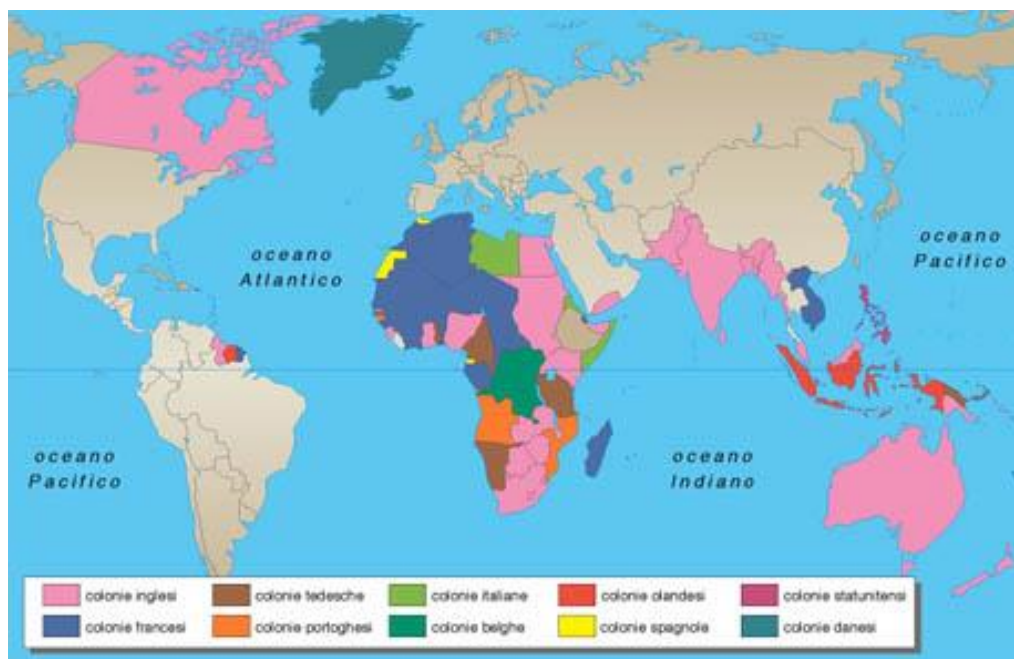 oceano
Atlantico
oceano
Pacifico
oceano
Pacifico
oceano
Indiano
colonie inglesi
colonie tedesche
colonie italiane
colonie olandesi
colonie statunitensi
colonie francesi
colonie portoghesi
colonie belghe
colonie spagnole
colonie danesi